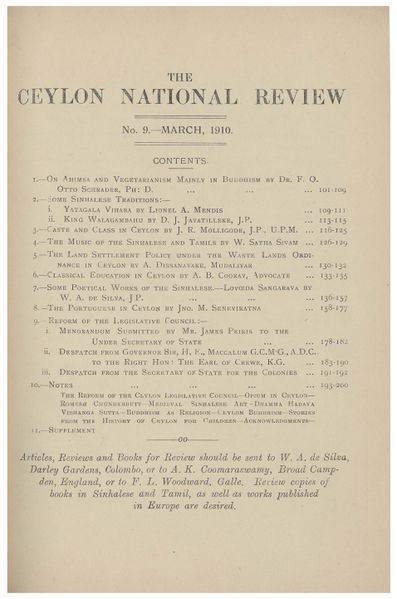 THE
CEYLON NATIONAL REVIEW
No. 9.—MARCH, 1910.
CONTENTS.
1.—On Ahimsa and Vegetarianism Mainly in Buddhism by Dr. F. O.
Otto Schrader, Ph: D. ... ... ... 101-109
2.—Some Sinhalese Traditions:—
i. Yatagala Vihara by Lionel A. Mendis ... 109-111
ii. King Walagambahu by D. J. Jayatilleke, J.P. ... 113-115
3.—Caste and Class in Ceylon by J. R. Molligode, J.P., U.P.M. ... 116-125
4.—The Music of the Sinhalese and Tamils by W. Satha Sivam ... 126-129
5.—The Land Settlement Policy under the Waste Lands Ordi-
nance in Ceylon by A. Dissanayake, Mudaliyar ... 130-132
6.—Classical Education in Ceylon by A. B. Cooray, Advocate ... 133-135
7.—Some Poetical Works of the Sinhalese.—Lovoeda Sangarava by
W. A. de Silva, J P. ... ... ... 136-157
8.—The Portuguese in Ceylon by Jno. M. Seneviratna ... 158-177
9.—Reform of the Legislative Council:—
i. Memorandum Submitted by Mr. James Peiris to the
Under Secretary of State ... ... 178-182
ii. Despatch from Governor Sir, H. E., Maccalum G.C.M.G., A.D.C.
to the Right Hon: The Earl of Crewe, K.G. ... 183-190
iii. Despatch from the Secretary of State for the Colonies ... 191-192
10.—Notes ... ... ... 193-200
The Reform of the Ceylon Legislative Council—Opium in Ceylon—
Romesh Chunderdutt—Medieval Sinhalese Art—Dhamma Hadaya
Vibhanga Sutta—Buddhism as Religion—Ceylon Buddhism—Stories
from the History of Ceylon for Children—Acknowledgments—
11.—Supplement
oo
Articles, Reviews and Books for Review should be sent to W. A. de Silva,
Darley Gardens, Colombo, or to A. K. Coomaraswamy, Broad Camp-
den, England, or to F. L. Woodward, Galle. Review copies of
books in Sinhalese and Tamil, as well as works published
in Europe are desired.